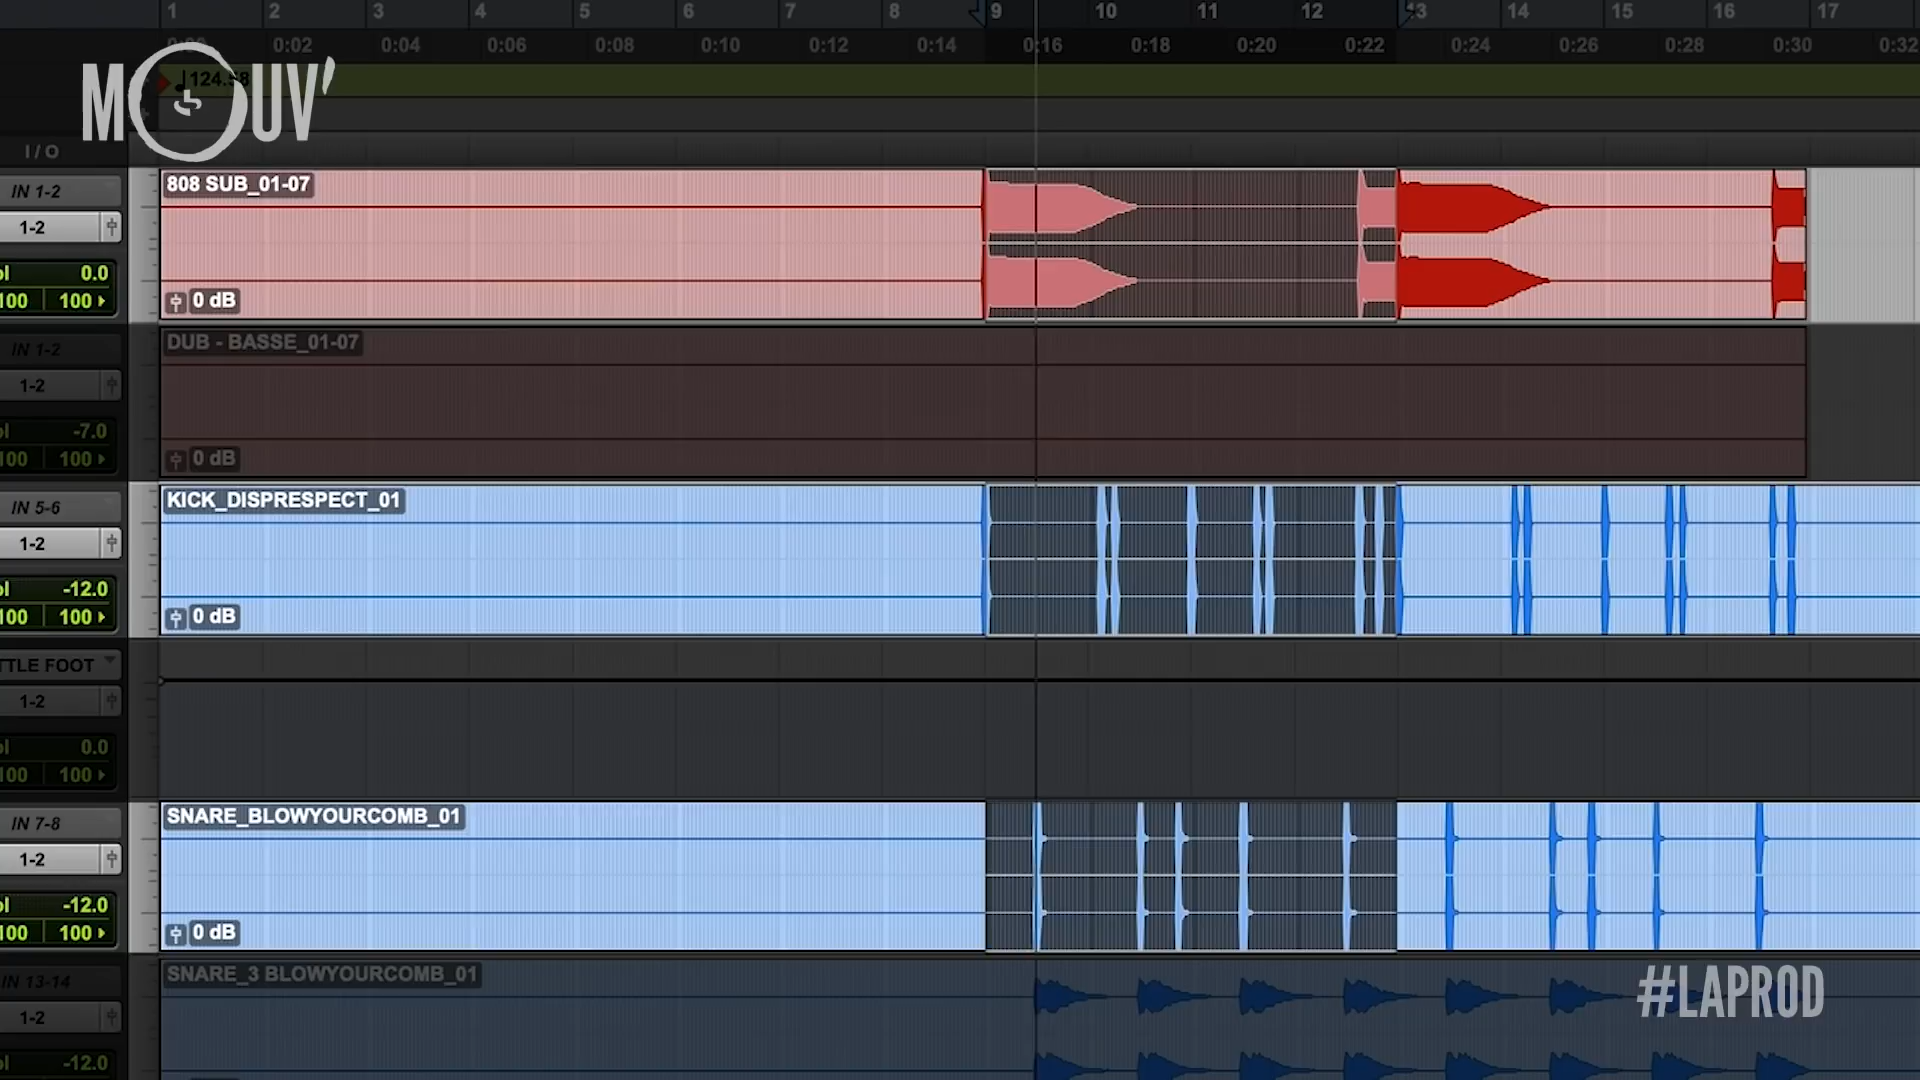 1 2 3 4 5 6 7 8 9 10 11 12 13 14 15 16 17
0:02 0:04 0:06 0:08 0:10 0:12 0:14 0:16 0:18 0:20 0:22 0:24 0:26 0:28 0:30 0:32
MOUV'
I / O
IN 1-2
808 SUB_01-07
1-2
0.0
100 100
0 dB
IN 1-2
DUB - BASSE_01-07
1-2
-7.0
100 100
0 dB
IN 5-6
KICK_DISPRESPECT_01
1-2
-12.0
100 100
0 dB
TTLE FOOT
1-2
0.0
100 100
IN 7-8
SNARE_BLOWYOURCOMB_01
1-2
-12.0
100 100
0 dB
IN 13-14
SNARE_3 BLOWYOURCOMB_01
1-2
-12.0
#LAPROD